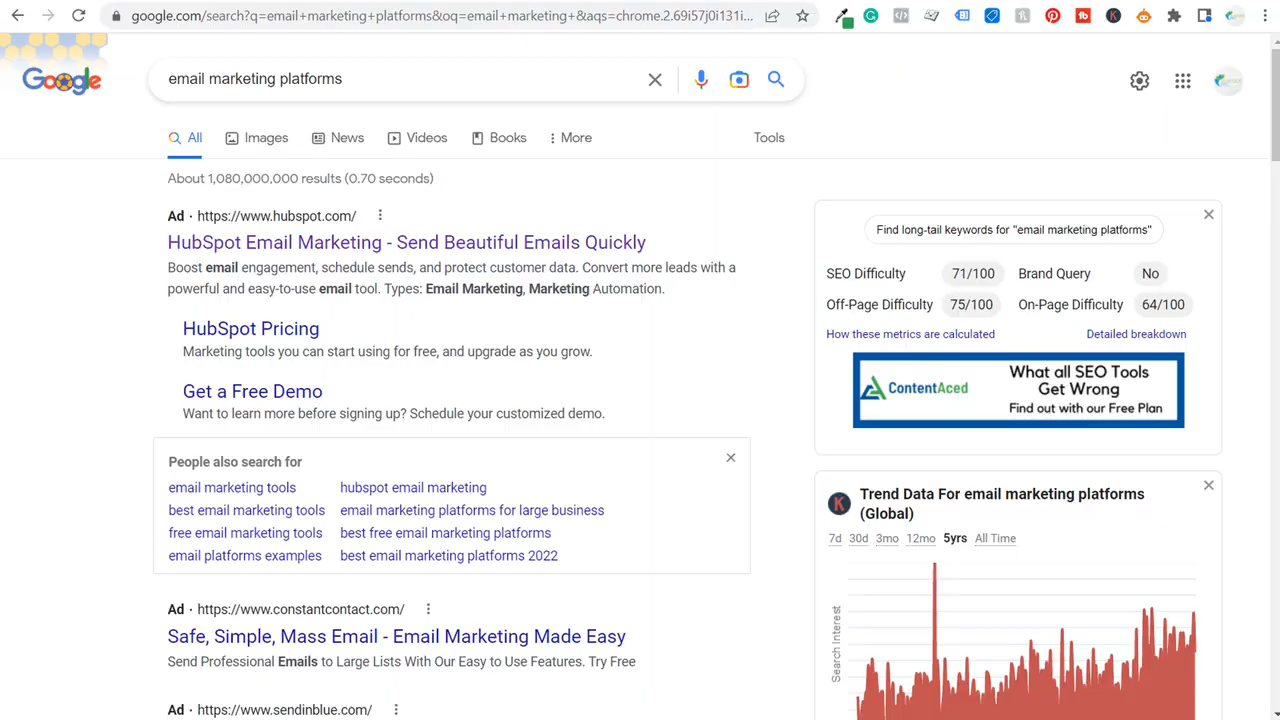 google.com/search?q=email+marketing+platforms&oq=email+marketing+&aqs=chrome.2.69i57j0i131i...
Google
email marketing platforms
All
Images
News
Videos
Books
More
Tools
About 1,080,000,000 results (0.70 seconds)
Ad · https://www.hubspot.com/
HubSpot Email Marketing - Send Beautiful Emails Quickly
Boost email engagement, schedule sends, and protect customer data. Convert more leads with a
powerful and easy-to-use email tool. Types: Email Marketing, Marketing Automation.
HubSpot Pricing
Marketing tools you can start using for free, and upgrade as you grow.
Get a Free Demo
Want to learn more before signing up? Schedule your customized demo.
People also search for
email marketing tools
hubspot email marketing
best email marketing tools
email marketing platforms for large business
free email marketing tools
best free email marketing platforms
email platforms examples
best email marketing platforms 2022
Ad · https://www.constantcontact.com/
Safe, Simple, Mass Email - Email Marketing Made Easy
Send Professional Emails to Large Lists With Our Easy to Use Features. Try Free
Ad · https://www.sendinblue.com/
Find long-tail keywords for "email marketing platforms"
SEO Difficulty 71/100 Brand Query No
Off-Page Difficulty 75/100 On-Page Difficulty 64/100
How these metrics are calculated
Detailed breakdown
ContentAced
What all SEO Tools
Get Wrong
Find out with our Free Plan
K
Trend Data For email marketing platforms
(Global)
7d 30d 3mo 12mo 5yrs All Time
Search Interest